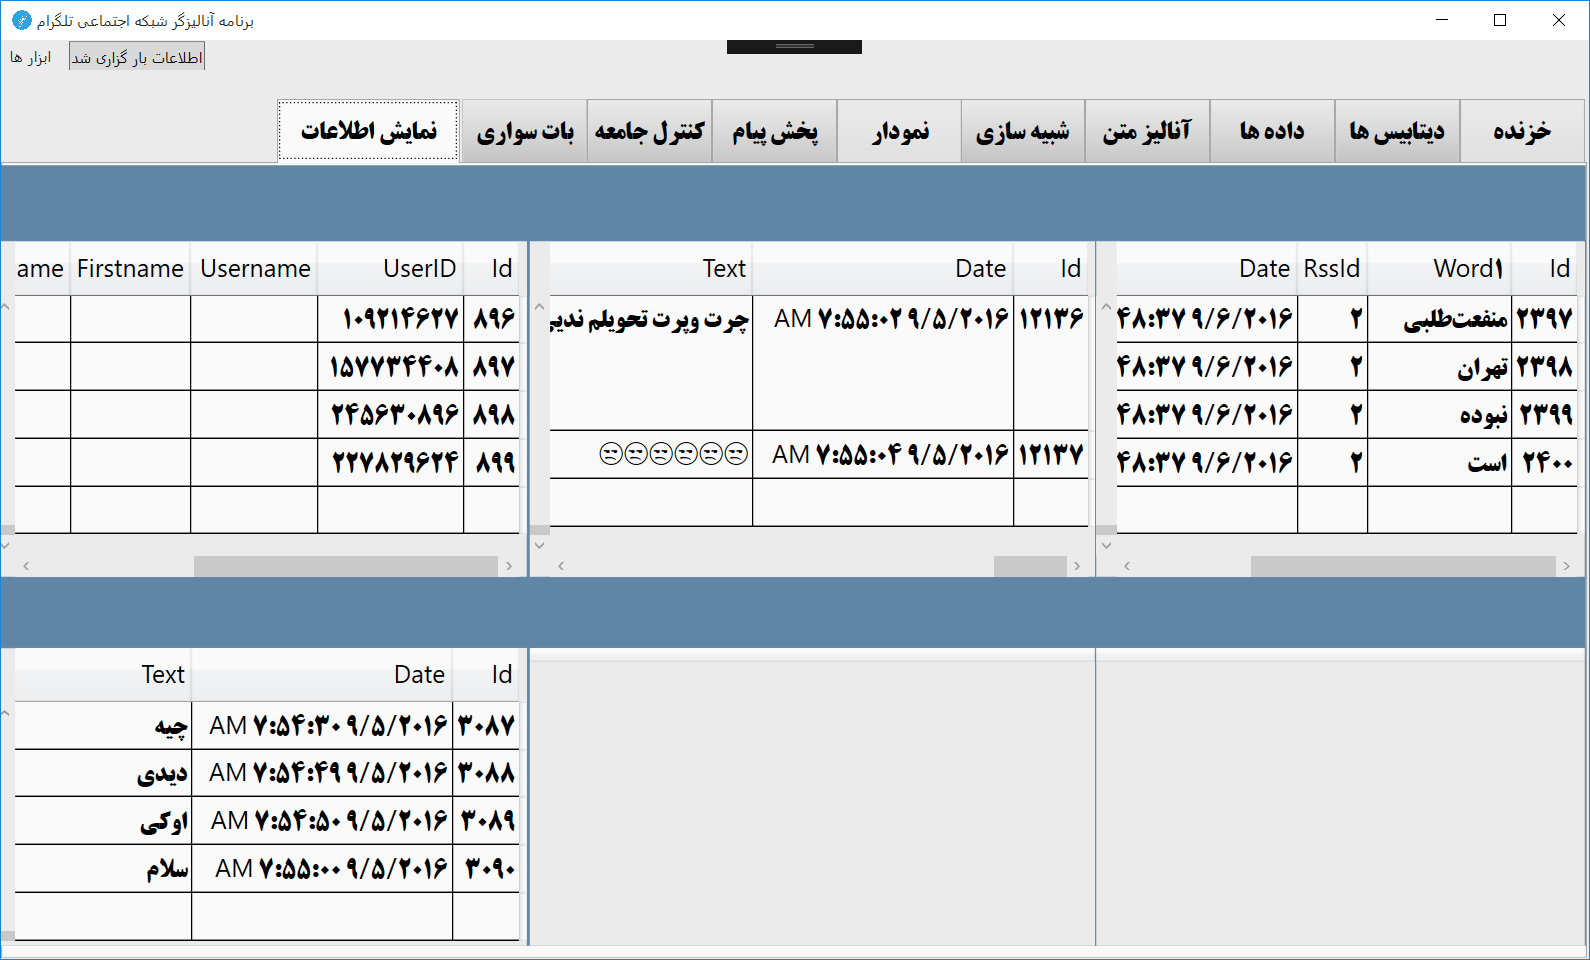 برنامه آنالیزگر شبکه اجتماعی تلگرام
ابزار ها
اطلاعات بار گزاری شد
خزنده
دیتابیس ها
داده ها
آنالیز متن
شبیه سازی
نمودار
پخش پیام
کنترل جامعه
بات سواری
نمایش اطلاعات
Id Word۱ RssId Date
۲۳۹۷ منفعت‌طلبی ۲ ۹/۶/۲۰۱۶ ۴۸:۳۷
۲۳۹۸ تهران ۲ ۹/۶/۲۰۱۶ ۴۸:۳۷
۲۳۹۹ نبوده ۲ ۹/۶/۲۰۱۶ ۴۸:۳۷
۲۴۰۰ است ۲ ۹/۶/۲۰۱۶ ۴۸:۳۷
Id Date Text
۱۲۱۳۶ ۹/۵/۲۰۱۶ ۷:۵۵:۰۲ AM چرت وپرت تحویلم
۱۲۱۳۷ ۹/۵/۲۰۱۶ ۷:۵۵:۰۴ AM 😒😒😒😒😒😒
Id UserID Username Firstname ame
۸۹۶ ۱۰۹۲۱۴۶۲۷
۸۹۷ ۱۵۷۷۳۴۴۰۸
۸۹۸ ۲۴۵۶۳۰۸۹۶
۸۹۹ ۲۲۷۸۲۹۶۲۴
Id Date Text
۳۰۸۷ ۹/۵/۲۰۱۶ ۷:۵۴:۳۰ AM چیه
۳۰۸۸ ۹/۵/۲۰۱۶ ۷:۵۴:۴۹ AM دیدی
۳۰۸۹ ۹/۵/۲۰۱۶ ۷:۵۴:۵۰ AM اوکی
۳۰۹۰ ۹/۵/۲۰۱۶ ۷:۵۵:۰۰ AM سلام